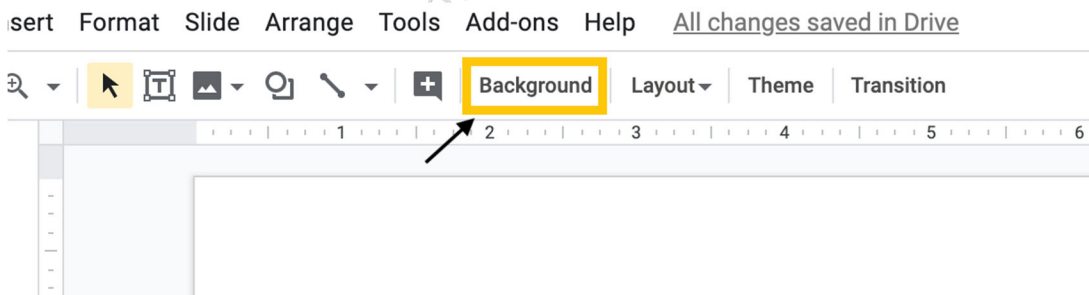 Format Slide Arrange Tools Add-ons Help All changes saved in Drive
T Background Layout Theme Transition
1 2 3 4 5 6